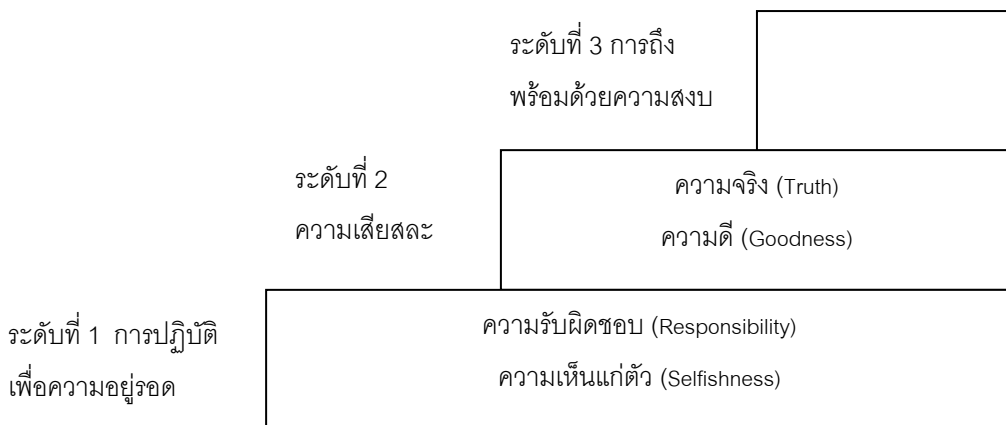 ระดับที่ 3 การถึง
พร้อมด้วยความสงบ
ระดับที่ 2
ความเสียสละ
ความจริง (Truth)
ความดี (Goodness)
ระดับที่ 1 การปฏิบัติ
เพื่อความอยู่รอด
ความรับผิดชอบ (Responsibility)
ความเห็นแก่ตัว (Selfishness)